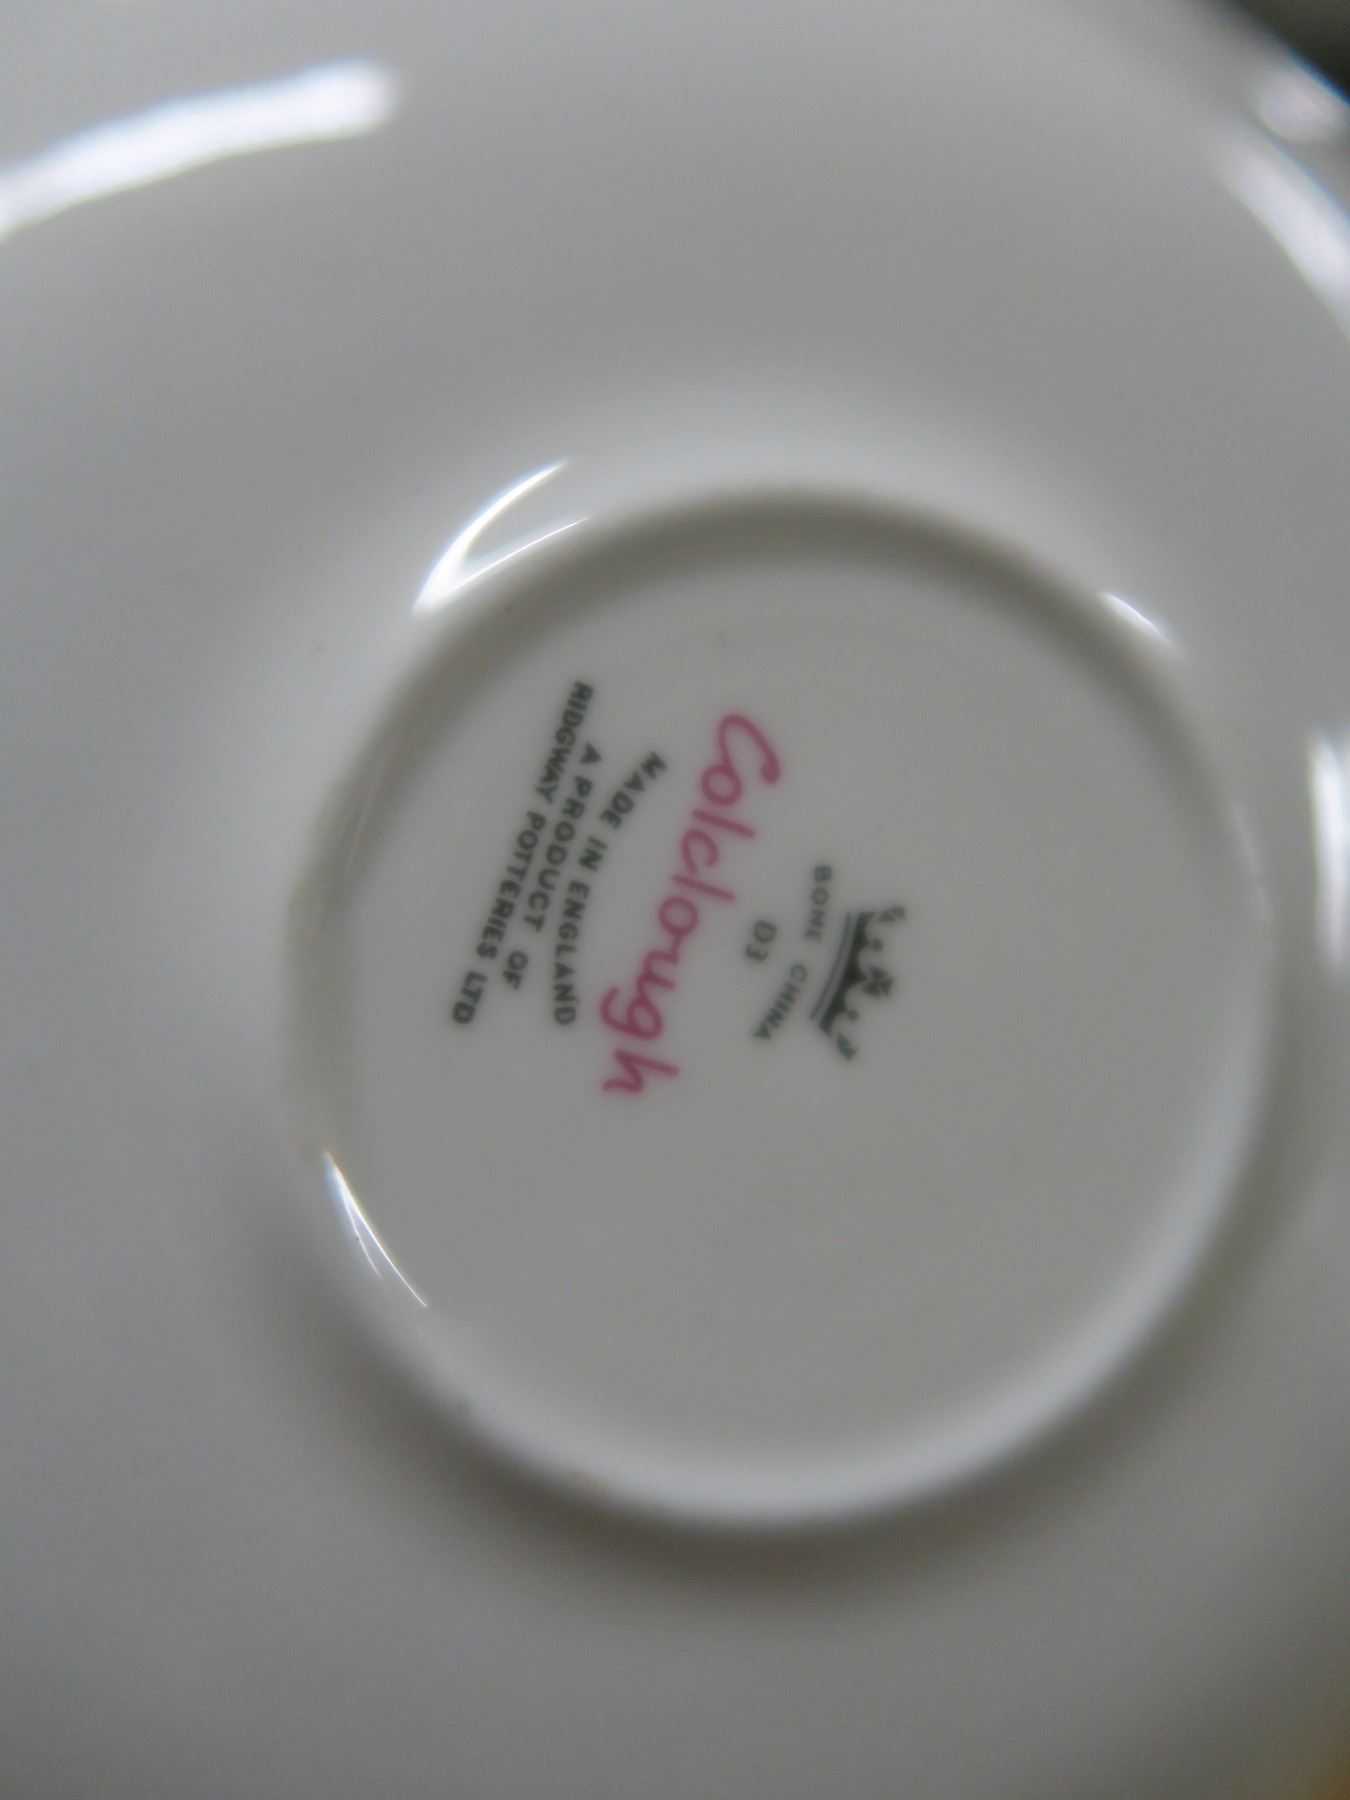 BONE CHINA
D3
Colclough
MADE IN ENGLAND
A PRODUCT OF
RIDGWAY POTTERIES LTD